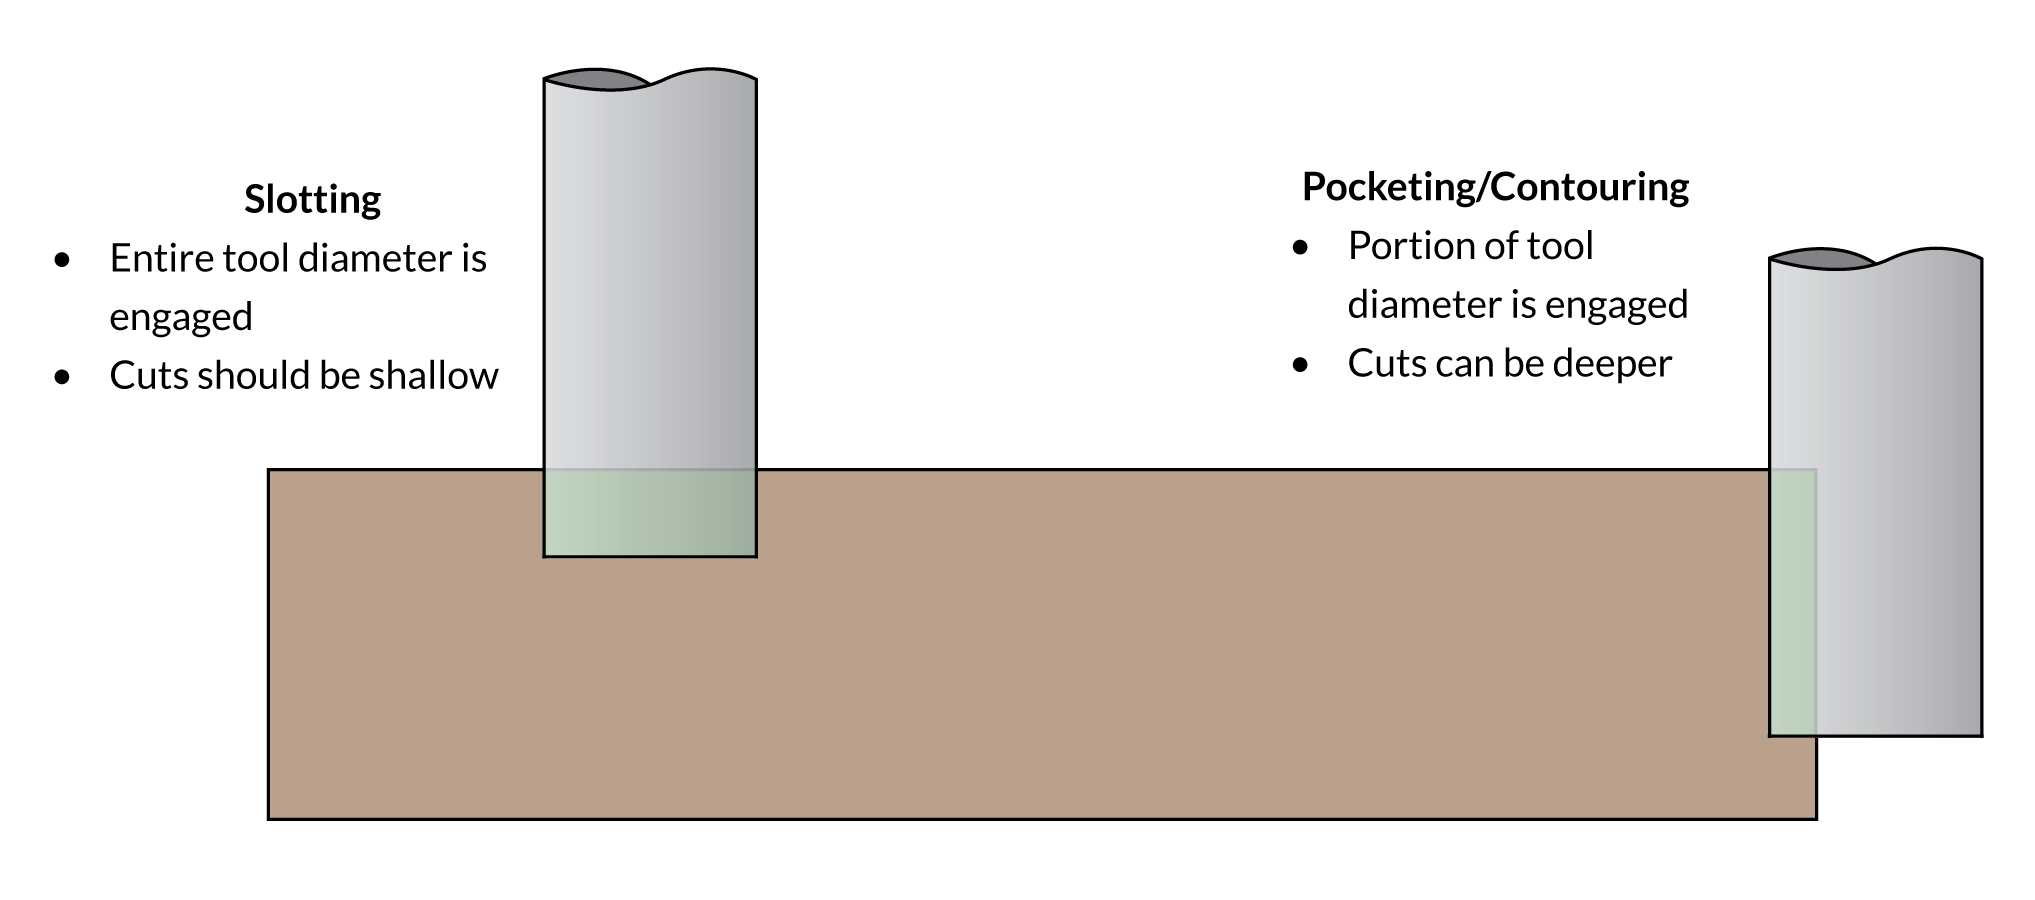 Slotting
• Entire tool diameter is
engaged
• Cuts should be shallow
Pocketing/Contouring
• Portion of tool
diameter is engaged
• Cuts can be deeper